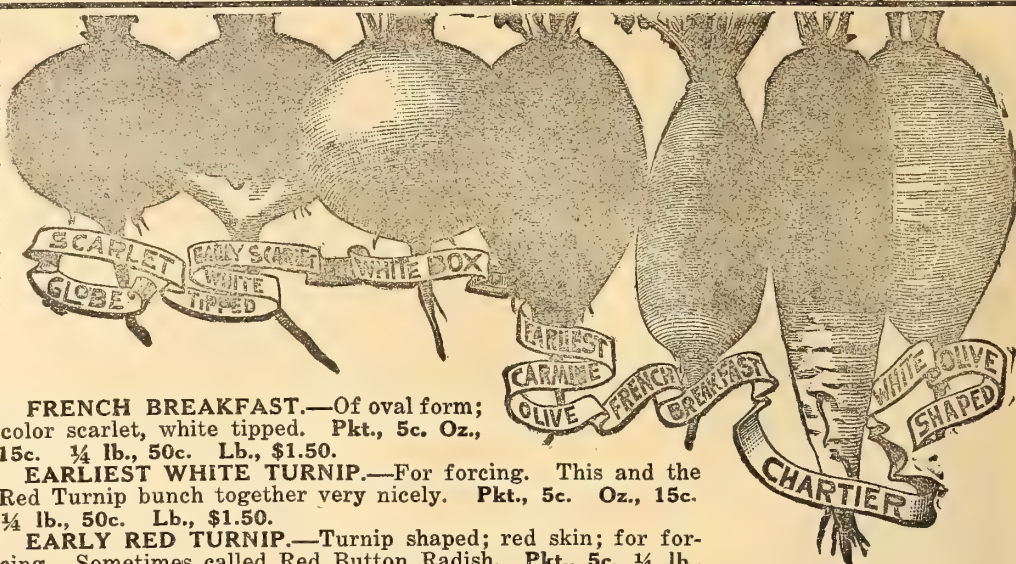 SCARLET
GLOBE
EARLY SCARLET
WHITE
TIPPED
WHITE BOX
EARLIEST
CARMINE
OLIVE
FRENCH
BREAKFAST
CHARTIER
WHITE OLIVE
SHAPED
FRENCH BREAKFAST.—Of oval form;
color scarlet, white tipped. Pkt., 5c. Oz.,
15c. ¼ lb., 50c. Lb., $1.50.
EARLIEST WHITE TURNIP.—For forcing. This and the
Red Turnip bunch together very nicely. Pkt., 5c. Oz., 15c.
¼ lb., 50c. Lb., $1.50.
EARLY RED TURNIP.—Turnip shaped; red skin; for for-
cing. Sometimes called Red Button Radish. Pkt., 5c. ¼ lb.,